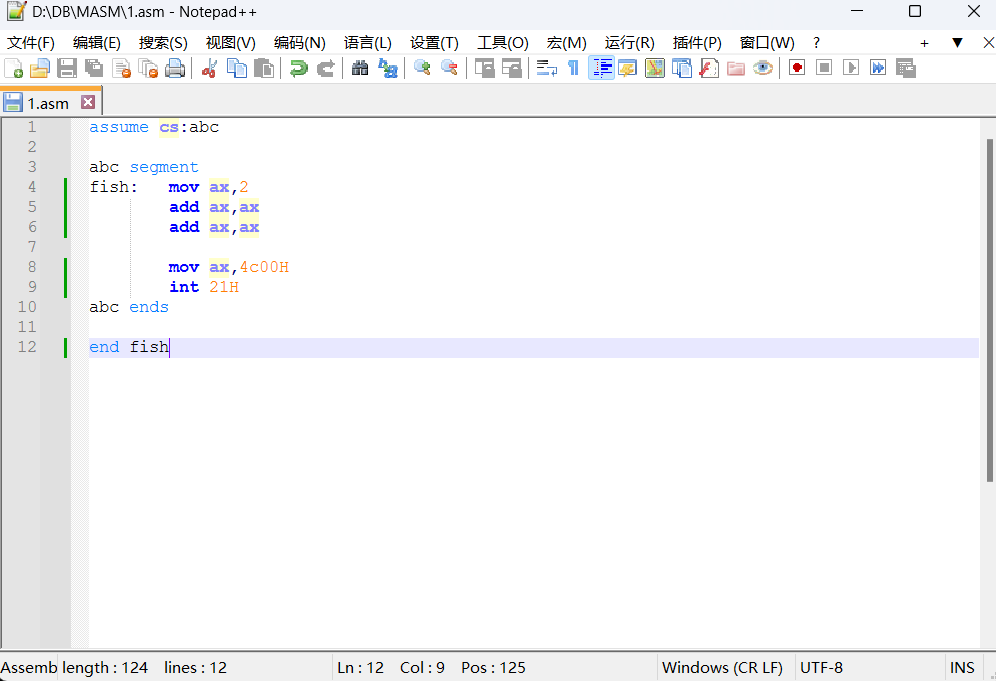 D:\DB\MASM\1.asm - Notepad++
文件(F) 编辑(E) 搜索(S) 视图(V) 编码(N) 语言(L) 设置(T) 工具(O) 宏(M) 运行(R) 插件(P) 窗口(W) ? + ▼ X
1.asm
1 assume cs:abc
2
3 abc segment
4 fish: mov ax,2
5 add ax,ax
6 add ax,ax
7
8 mov ax,4c00H
9 int 21H
10 abc ends
11
12 end fish
Assemb length : 124 lines : 12 Ln : 12 Col : 9 Pos : 125 Windows (CR LF) UTF-8 INS